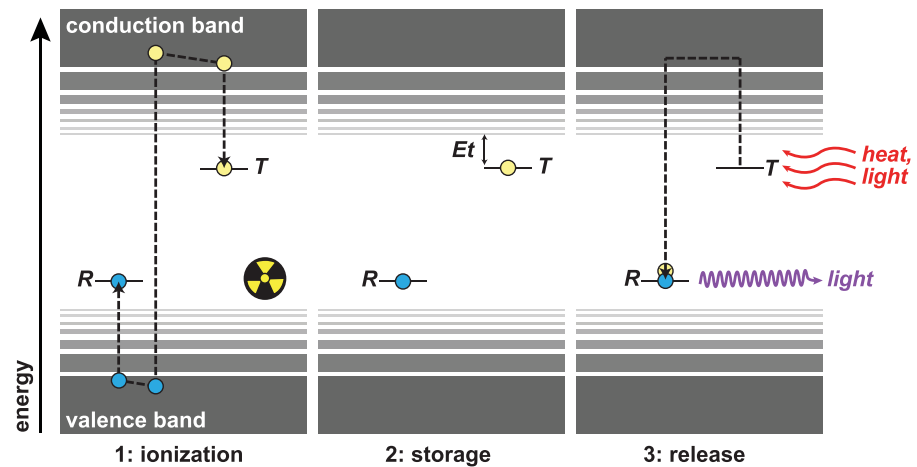 conduction band
T
R
valence band
energy
1: ionization
Et
T
R
2: storage
T
heat,
light
R
light
3: release